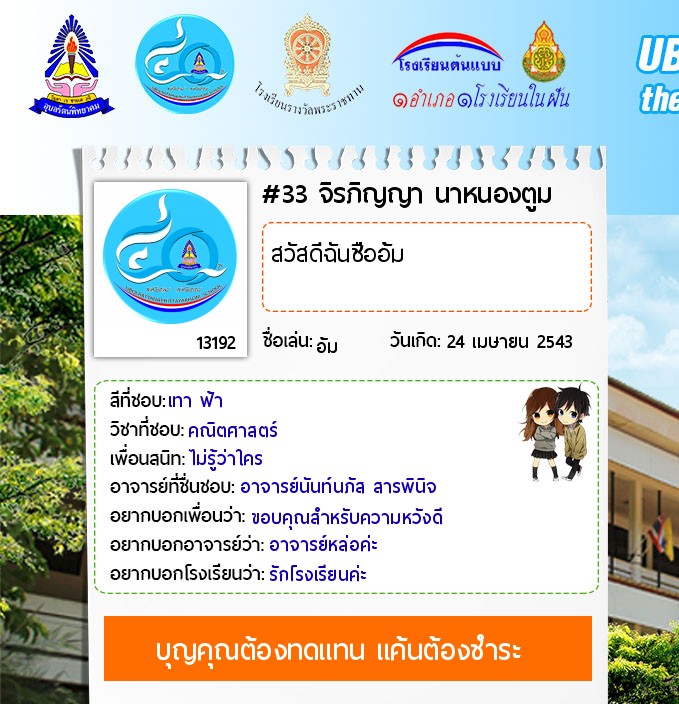 อุบลรัตน์พิทยาคม
โรงเรียนรางวัลพระราชทาน
โรงเรียนต้นแบบ
๑อำเภอ๑โรงเรียนในฝัน
UB
the
#33 จิรภิญญา นาหนองตูม
สวัสดีฉันชื่ออัม
13192
ชื่อเล่น: อัม
วันเกิด: 24 เมษายน 2543
สีที่ชอบ: เทา ฟ้า
วิชาที่ชอบ: คณิตศาสตร์
เพื่อนสนิท: ไม่รู้ว่าใคร
อาจารย์ที่ชื่นชอบ: อาจารย์นันท์นภัส สารพินิจ
อยากบอกเพื่อนว่า: ขอบคุณสำหรับความหวังดี
อยากบอกอาจารย์ว่า: อาจารย์หล่อค่ะ
อยากบอกโรงเรียนว่า: รักโรงเรียนค่ะ
บุญคุณต้องทดแทน แค้นต้องชำระ